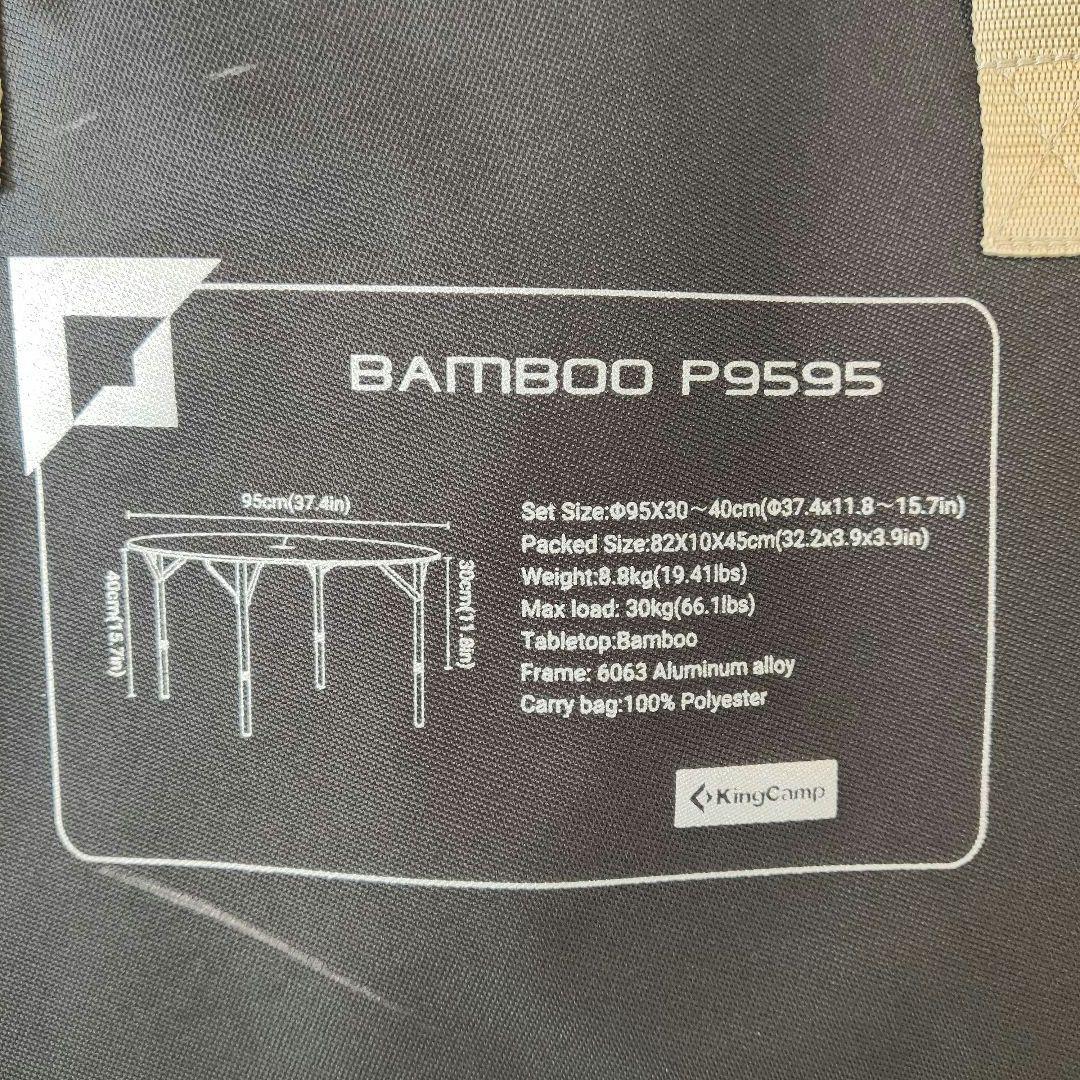 BAMBOO P9595
95cm(37.4in)
40cm(15.7in)
30cm(11.8in)
Set Size:Φ95X30~40cm(Φ37.4x11.8~15.7in)
Packed Size:82X10X45cm(32.2x3.9x3.9in)
Weight:8.8kg(19.41lbs)
Max load: 30kg(66.1lbs)
Tabletop:Bamboo
Frame: 6063 Aluminum alloy
Carry bag:100% Polyester
KingCamp